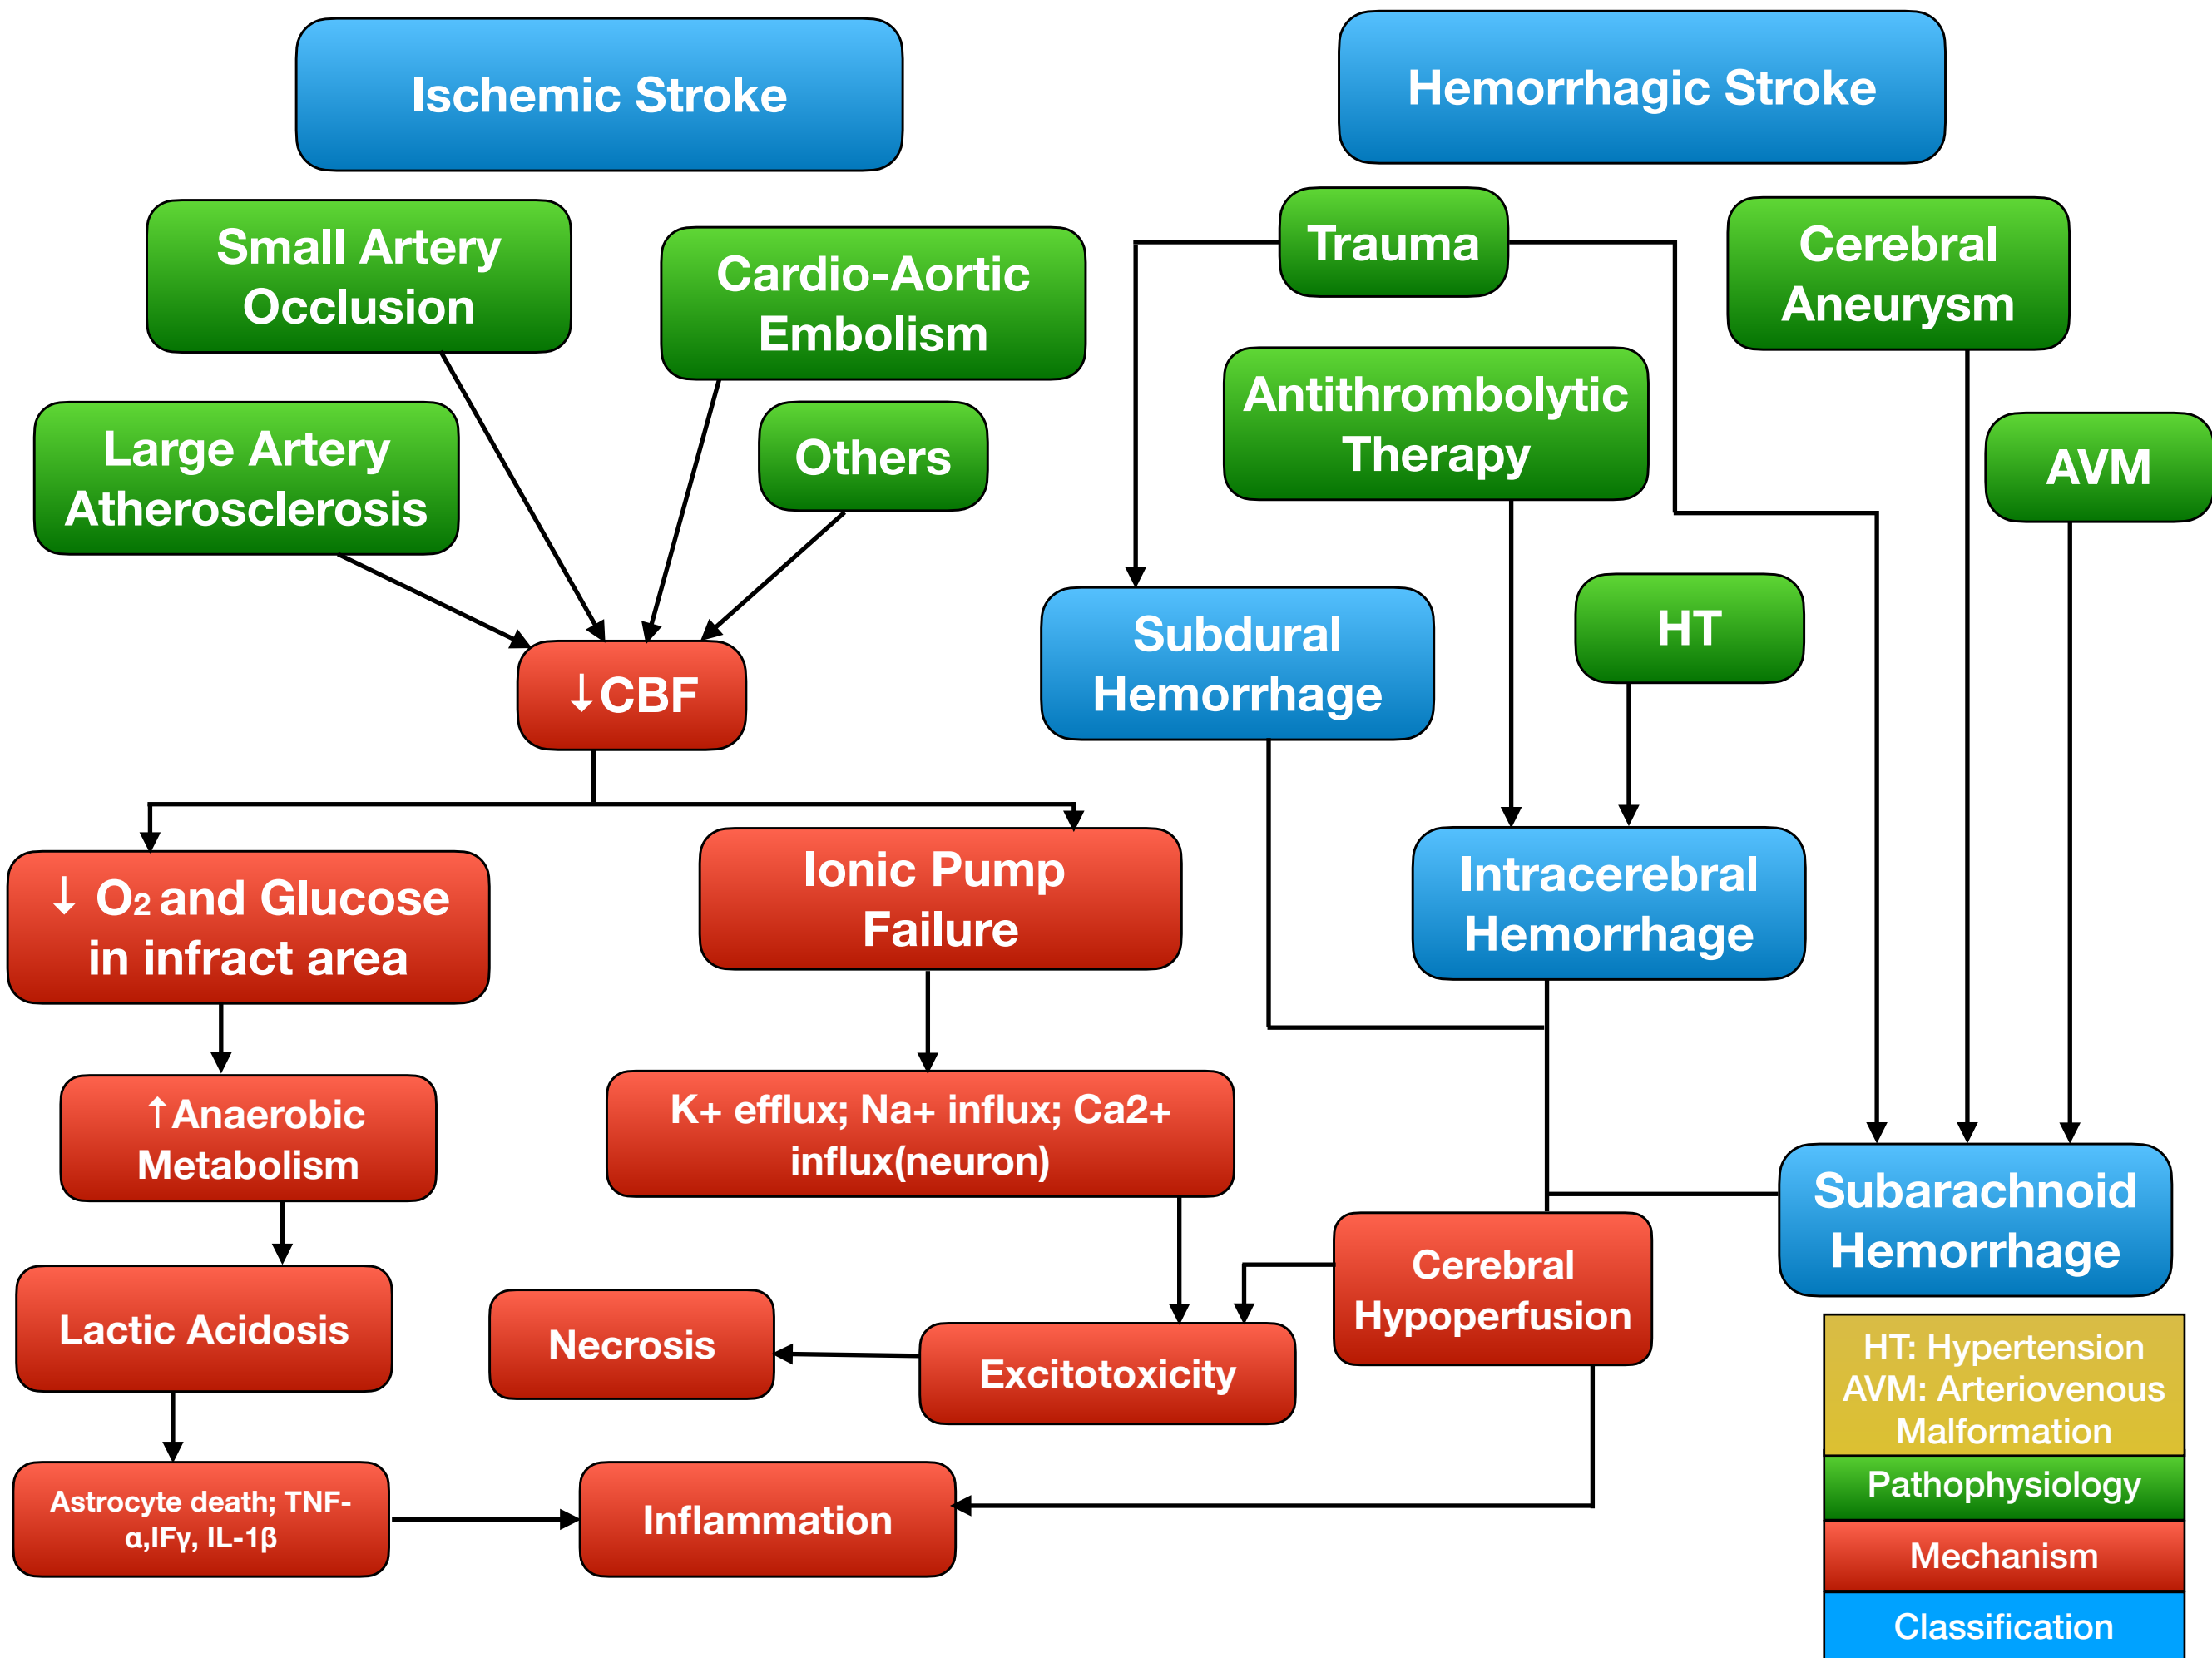 Ischemic Stroke
Hemorrhagic Stroke
Small Artery
Occlusion
Cardio-Aortic
Embolism
Trauma
Cerebral
Aneurysm
Large Artery
Atherosclerosis
Others
Antithrombolytic
Therapy
AVM
↓CBF
Subdural
Hemorrhage
HT
↓ O₂ and Glucose
in infract area
Ionic Pump
Failure
Intracerebral
Hemorrhage
↑Anaerobic
Metabolism
K+ efflux; Na+ influx; Ca2+
influx(neuron)
Subarachnoid
Hemorrhage
Lactic Acidosis
Necrosis
Excitotoxicity
Cerebral
Hypoperfusion
Astrocyte death; TNF-
α,IFγ, IL-1β
Inflammation
HT: Hypertension
AVM: Arteriovenous
Malformation
Pathophysiology
Mechanism
Classification